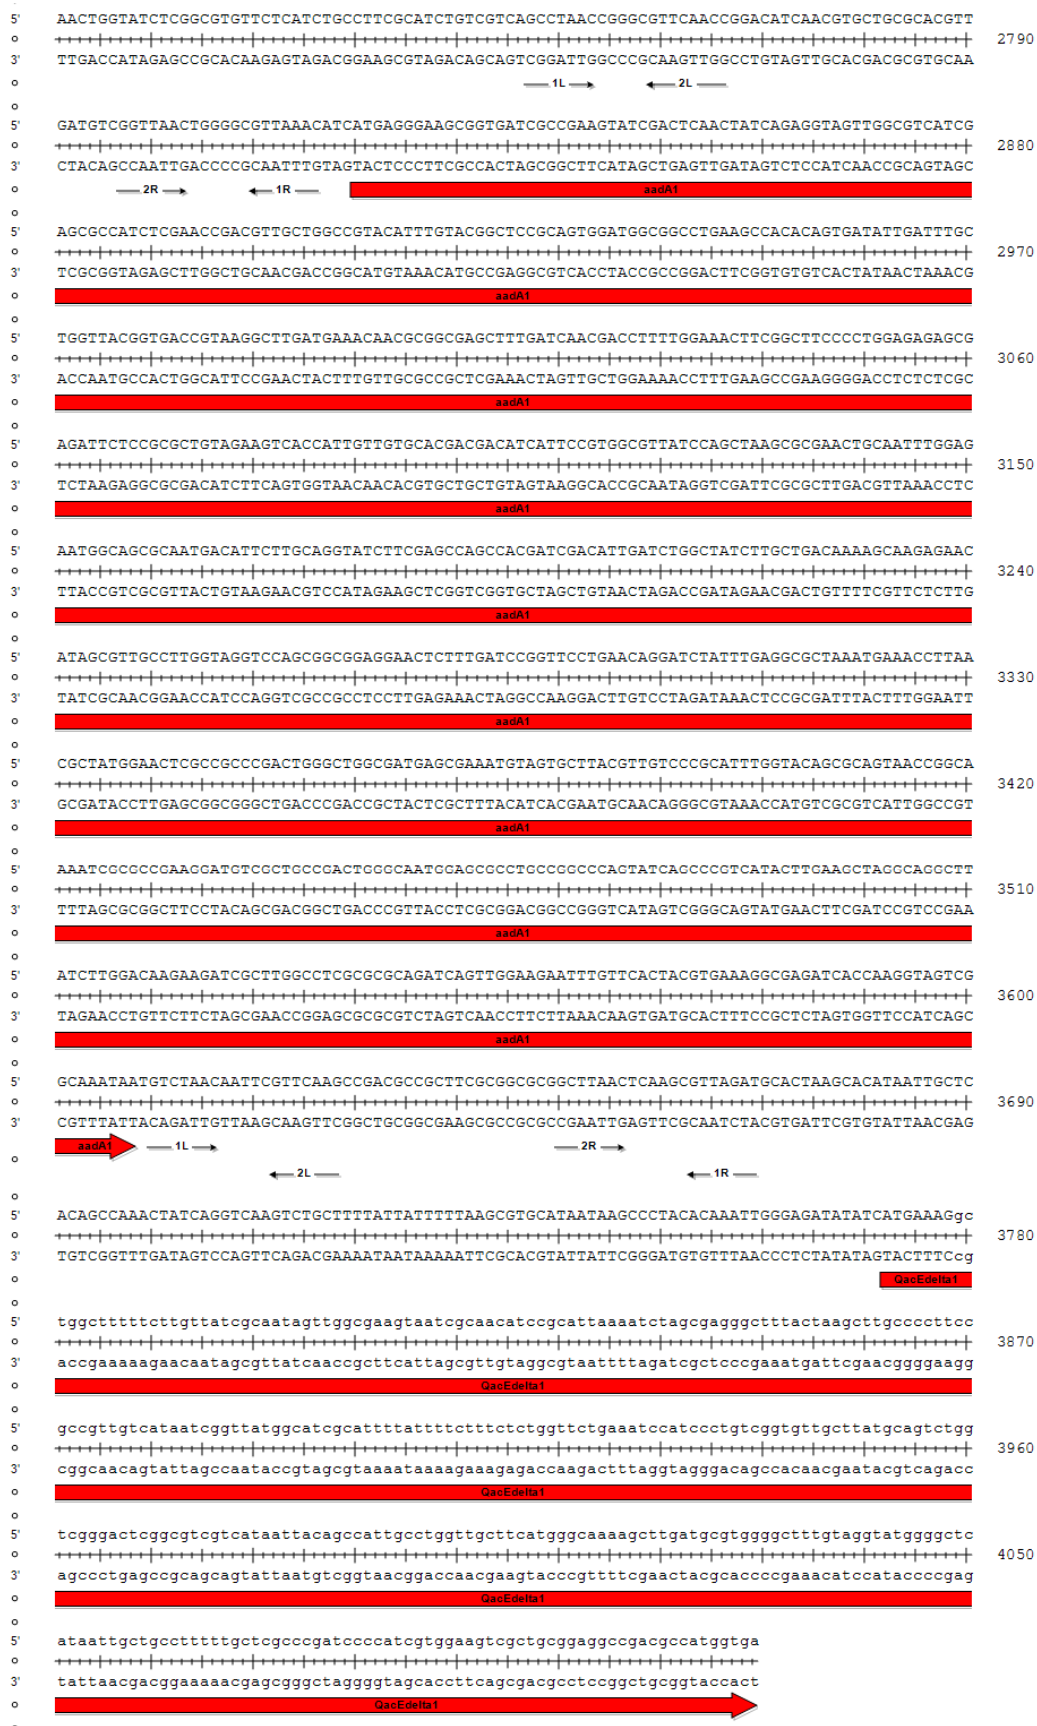 5' AACTGGTATCTCGGCGTGTTCTCATCTGCCTTCGCATCTGTCGTCAGCCTAACCGGGCGTTCAACCGGACATCAACGTGCTGCGCACGTT
2790
3' TTGACCATAGAGCCGCACAAGAGTAGACGGAAGCGTAGACAGCAGTCGGATTGGCCCGCAAGTTGGCCTGTAGTTGCACGACGCGTGCAA
1L 2L
5' GATGTCGGTTAACTGGGGCGTTAAACATCATGAGGGAAGCGGTGATCGCCGAAGTATCGACTCAACTATCAGAGGTAGTTGGCGTCATCG
2880
3' CTACAGCCAATTGACCCCGCAATTTGTAGTACTCCCTTCGCCACTAGCGGCTTCATAGCTGAGTTGATAGTCTCCATCAACCGCAGTAGC
2R 1R aadA1
5' AGCGCCATCTCGAACCGACGTTGCTGGCCGTACATTTGTACGGCTCCGCAGTGGATGGCGGCCTGAAGCCACACAGTGATATTGATTTGC
2970
3' TCGCGGTAGAGCTTGGCTGCAACGACCGGCATGTAAACATGCCGAGGCGTCACCTACCGCCGGACTTCGGTGTGTCACTATAACTAAACG
aadA1
5' TGGTTACGGTGACCGTAAGGCTTGATGAAACAACGCGGCGAGCTTTGATCAACGACCTTTTGGAAACTTCGGCTTCCCCTGGAGAGAGCG
3060
3' ACCAATGCCACTGGCATTCCGAACTACTTTGTTGCGCCGCTCGAAACTAGTTGCTGGAAAACCTTTGAAGCCGAAGGGGACCTCTCTCGC
aadA1
5' AGATTCTCCGCGCTGTAGAAGTCACCATTGTTGTGCACGACGACATCATTCCGTGGCGTTATCCAGCTAAGCGCGAACTGCAATTTGGAG
3150
3' TCTAAGAGGCGCGACATCTTCAGTGGTAACAACACGTGCTGCTGTAGTAAGGCACCGCAATAGGTCGATTCGCGCTTGACGTTAAACCTC
aadA1
5' AATGGCAGCGCAATGACATTCTTGCAGGTATCTTCGAGCCAGCCACGATCGACATTGATCTGGCTATCTTGCTGACAAAAGCAAGAGAAC
3240
3' TTACCGTCGCGTTACTGTAAGAACGTCCATAGAAGCTCGGTCGGTGCTAGCTGTAACTAGACCGATAGAACGACTGTTTTCGTTCTCTTG
aadA1
5' ATAGCGTTGCCTTGGTAGGTCCAGCGGCGGAGGAACTCTTTGATCCGGTTCCTGAACAGGATCTATTTGAGGCGCTAAATGAAACCTTAA
3330
3' TATCGCAACGGAACCATCCAGGTCGCCGCCTCCTTGAGAAACTAGGCCAAGGACTTGTCCTAGATAAACTCCGCGATTTACTTTGGAATT
aadA1
5' CGCTATGGAACTCGCCGCCCGACTGGGCTGGCGATGAGCGAAATGTAGTGCTTACGTTGTCCCGCATTTGGTACAGCGCAGTAACCGGCA
3420
3' GCGATACCTTGAGCGGCGGGCTGACCCGACCGCTACTCGCTTTACATCACGAATGCAACAGGGCGTAAACCATGTCGCGTCATTGGCCGT
aadA1
5' AAATCGCGCCGAAGGATGTCGCTGCCGACTGGGCAATGGAGCGCCTGCCGGCCCAGTATCAGCCCGTCATACTTGAAGCTAGGCAGGCTT
3510
3' TTTAGCGCGGCTTCCTACAGCGACGGCTGACCCGTTACCTCGCGGACGGCCGGGTCATAGTCGGGCAGTATGAACTTCGATCCGTCCGAA
aadA1
5' ATCTTGGACAAGAAGATCGCTTGGCCTCGCGCGCAGATCAGTTGGAAGAATTTGTTCACTACGTGAAAGGCGAGATCACCAAGGTAGTCG
3600
3' TAGAACCTGTTCTTCTAGCGAACCGGAGCGCGCGTCTAGTCAACCTTCTTAAACAAGTGATGCACTTTCCGCTCTAGTGGTTCCATCAGC
aadA1
5' GCAAATAATGTCTAACAATTCGTTCAAGCCGACGCCGCTTCGCGGCGCGGCTTAACTCAAGCGTTAGATGCACTAAGCACATAATTGCTC
3690
3' CGTTTATTACAGATTGTTAAGCAAGTTCGGCTGCGGCGAAGCGCCGCGCCGAATTGAGTTCGCAATCTACGTGATTCGTGTATTAACGAG
aadA1 1L 2R
2L 1R
5' ACAGCCAAACTATCAGGTCAAGTCTGCTTTTATTATTTTTAAGCGTGCATAATAAGCCCTACACAAATTGGGAGATATATCATGAAAGgc
3780
3' TGTCGGTTTGATAGTCCAGTTCAGACGAAAATAATAAAAATTCGCACGTATTATTCGGGATGTGTTTAACCCTCTATATAGTACTTTCcg
QacEdelta1
5' tggctttttcttgttatcgcaatagttggcgaagtaatcgcaacatccgcattaaaatctagcgagggctttactaagcttgccccttcc
3870
3' accgaaaaagaacaatagcgttatcaaccgcttcattagcgttgtaggcgtaattttagatcgctcccgaaatgattcgaacggggaagg
QacEdelta1
5' gccgttgtcataatcggttatggcatcgcattttattttctttctctggttctgaaatccatccctgtcggtgttgcttatgcagtctgg
3960
3' cggcaacagtattagccaataccgtagcgtaaaataaaagaaagagaccaagactttaggtagggacagccacaacgaatacgtcagacc
QacEdelta1
5' tcgggactcggcgtcgtcataattacagccattgcctggttgcttcatgggcaaaagcttgatgcgtggggctttgtaggtatggggctc
4050
3' agccctgagccgcagcagtattaatgtcggtaacggaccaacgaagtacccgttttcgaactacgcaccccgaaacatccataccccgag
QacEdelta1
5' ataattgctgcctttttgctcgcccgatccccatcgtggaagtcgctgcggaggccgacgccatggtga
3' tattaacgacggaaaaacgagcgggctaggggtagcaccttcagcgacgcctccggctgcggtaccact
QacEdelta1